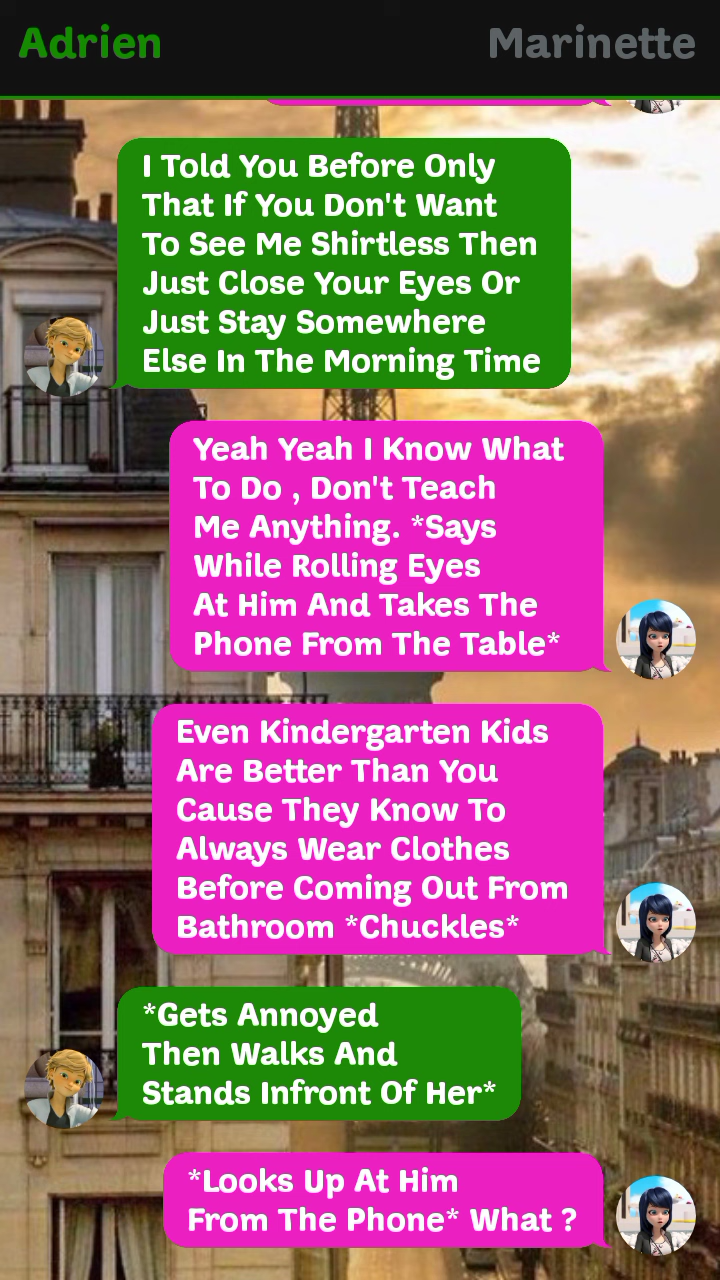 Adrien Marinette
I Told You Before Only
That If You Don't Want
To See Me Shirtless Then
Just Close Your Eyes Or
Just Stay Somewhere
Else In The Morning Time
Yeah Yeah I Know What
To Do , Don't Teach
Me Anything. *Says
While Rolling Eyes
At Him And Takes The
Phone From The Table*
Even Kindergarten Kids
Are Better Than You
Cause They Know To
Always Wear Clothes
Before Coming Out From
Bathroom *Chuckles*
*Gets Annoyed
Then Walks And
Stands Infront Of Her*
*Looks Up At Him
From The Phone* What ?